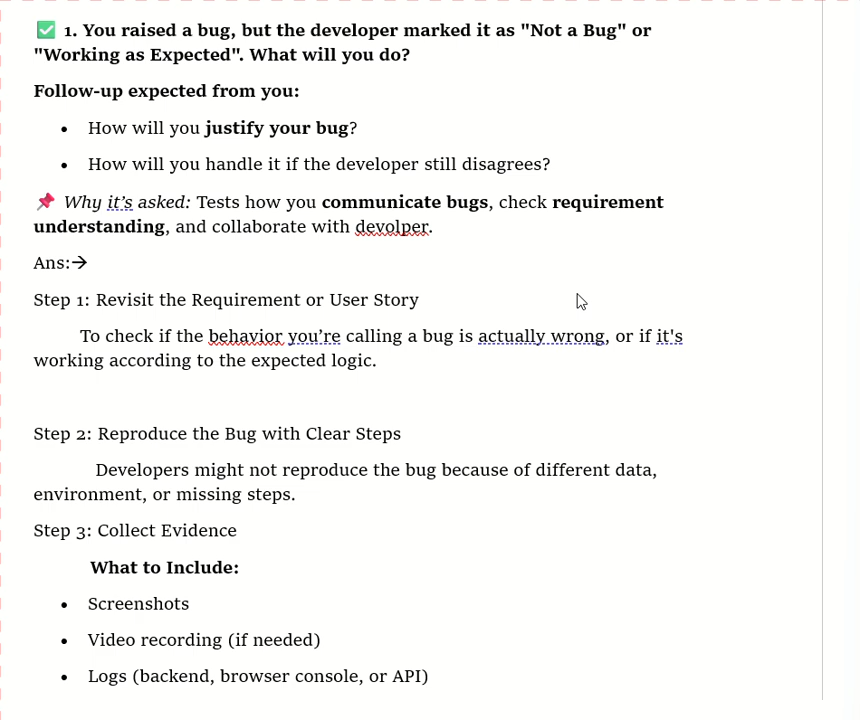 ✅ 1. You raised a bug, but the developer marked it as "Not a Bug" or
"Working as Expected". What will you do?
Follow-up expected from you:
• How will you justify your bug?
• How will you handle it if the developer still disagrees?
📌 Why it’s asked: Tests how you communicate bugs, check requirement
understanding, and collaborate with devolper.
Ans:→
Step 1: Revisit the Requirement or User Story
To check if the behavior you’re calling a bug is actually wrong, or if it's
working according to the expected logic.
Step 2: Reproduce the Bug with Clear Steps
Developers might not reproduce the bug because of different data,
environment, or missing steps.
Step 3: Collect Evidence
What to Include:
• Screenshots
• Video recording (if needed)
• Logs (backend, browser console, or API)